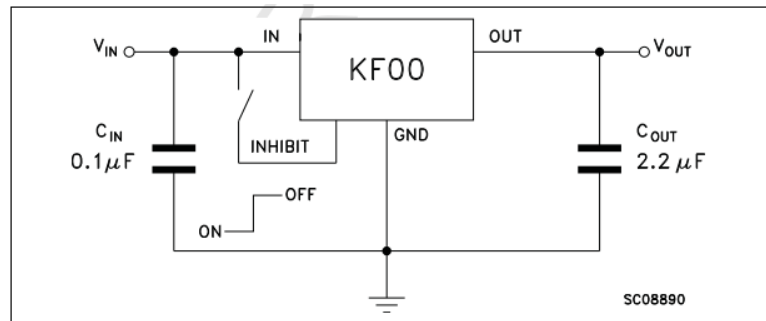 V_IN
IN
KF00
OUT
V_OUT
C_IN
0.1μF
INHIBIT
GND
C_OUT
2.2 μF
OFF
ON
SC08890